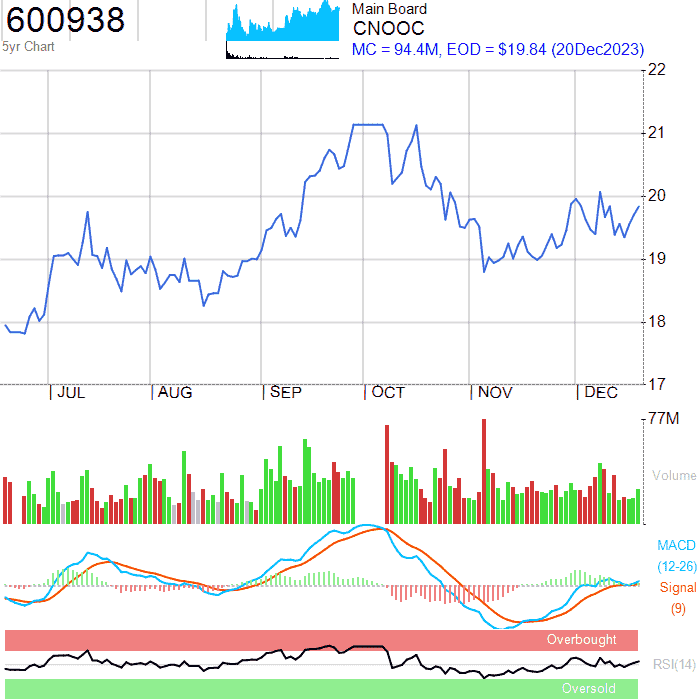 600938
5yr Chart
Main Board
CNOOC
MC = 94.4M, EOD = $19.84 (20Dec2023)
22
21
20
19
18
17
JUL
AUG
SEP
OCT
NOV
DEC
77M
Volume
MACD
(12-26)
Signal
(9)
Overbought
RSI(14)
Oversold